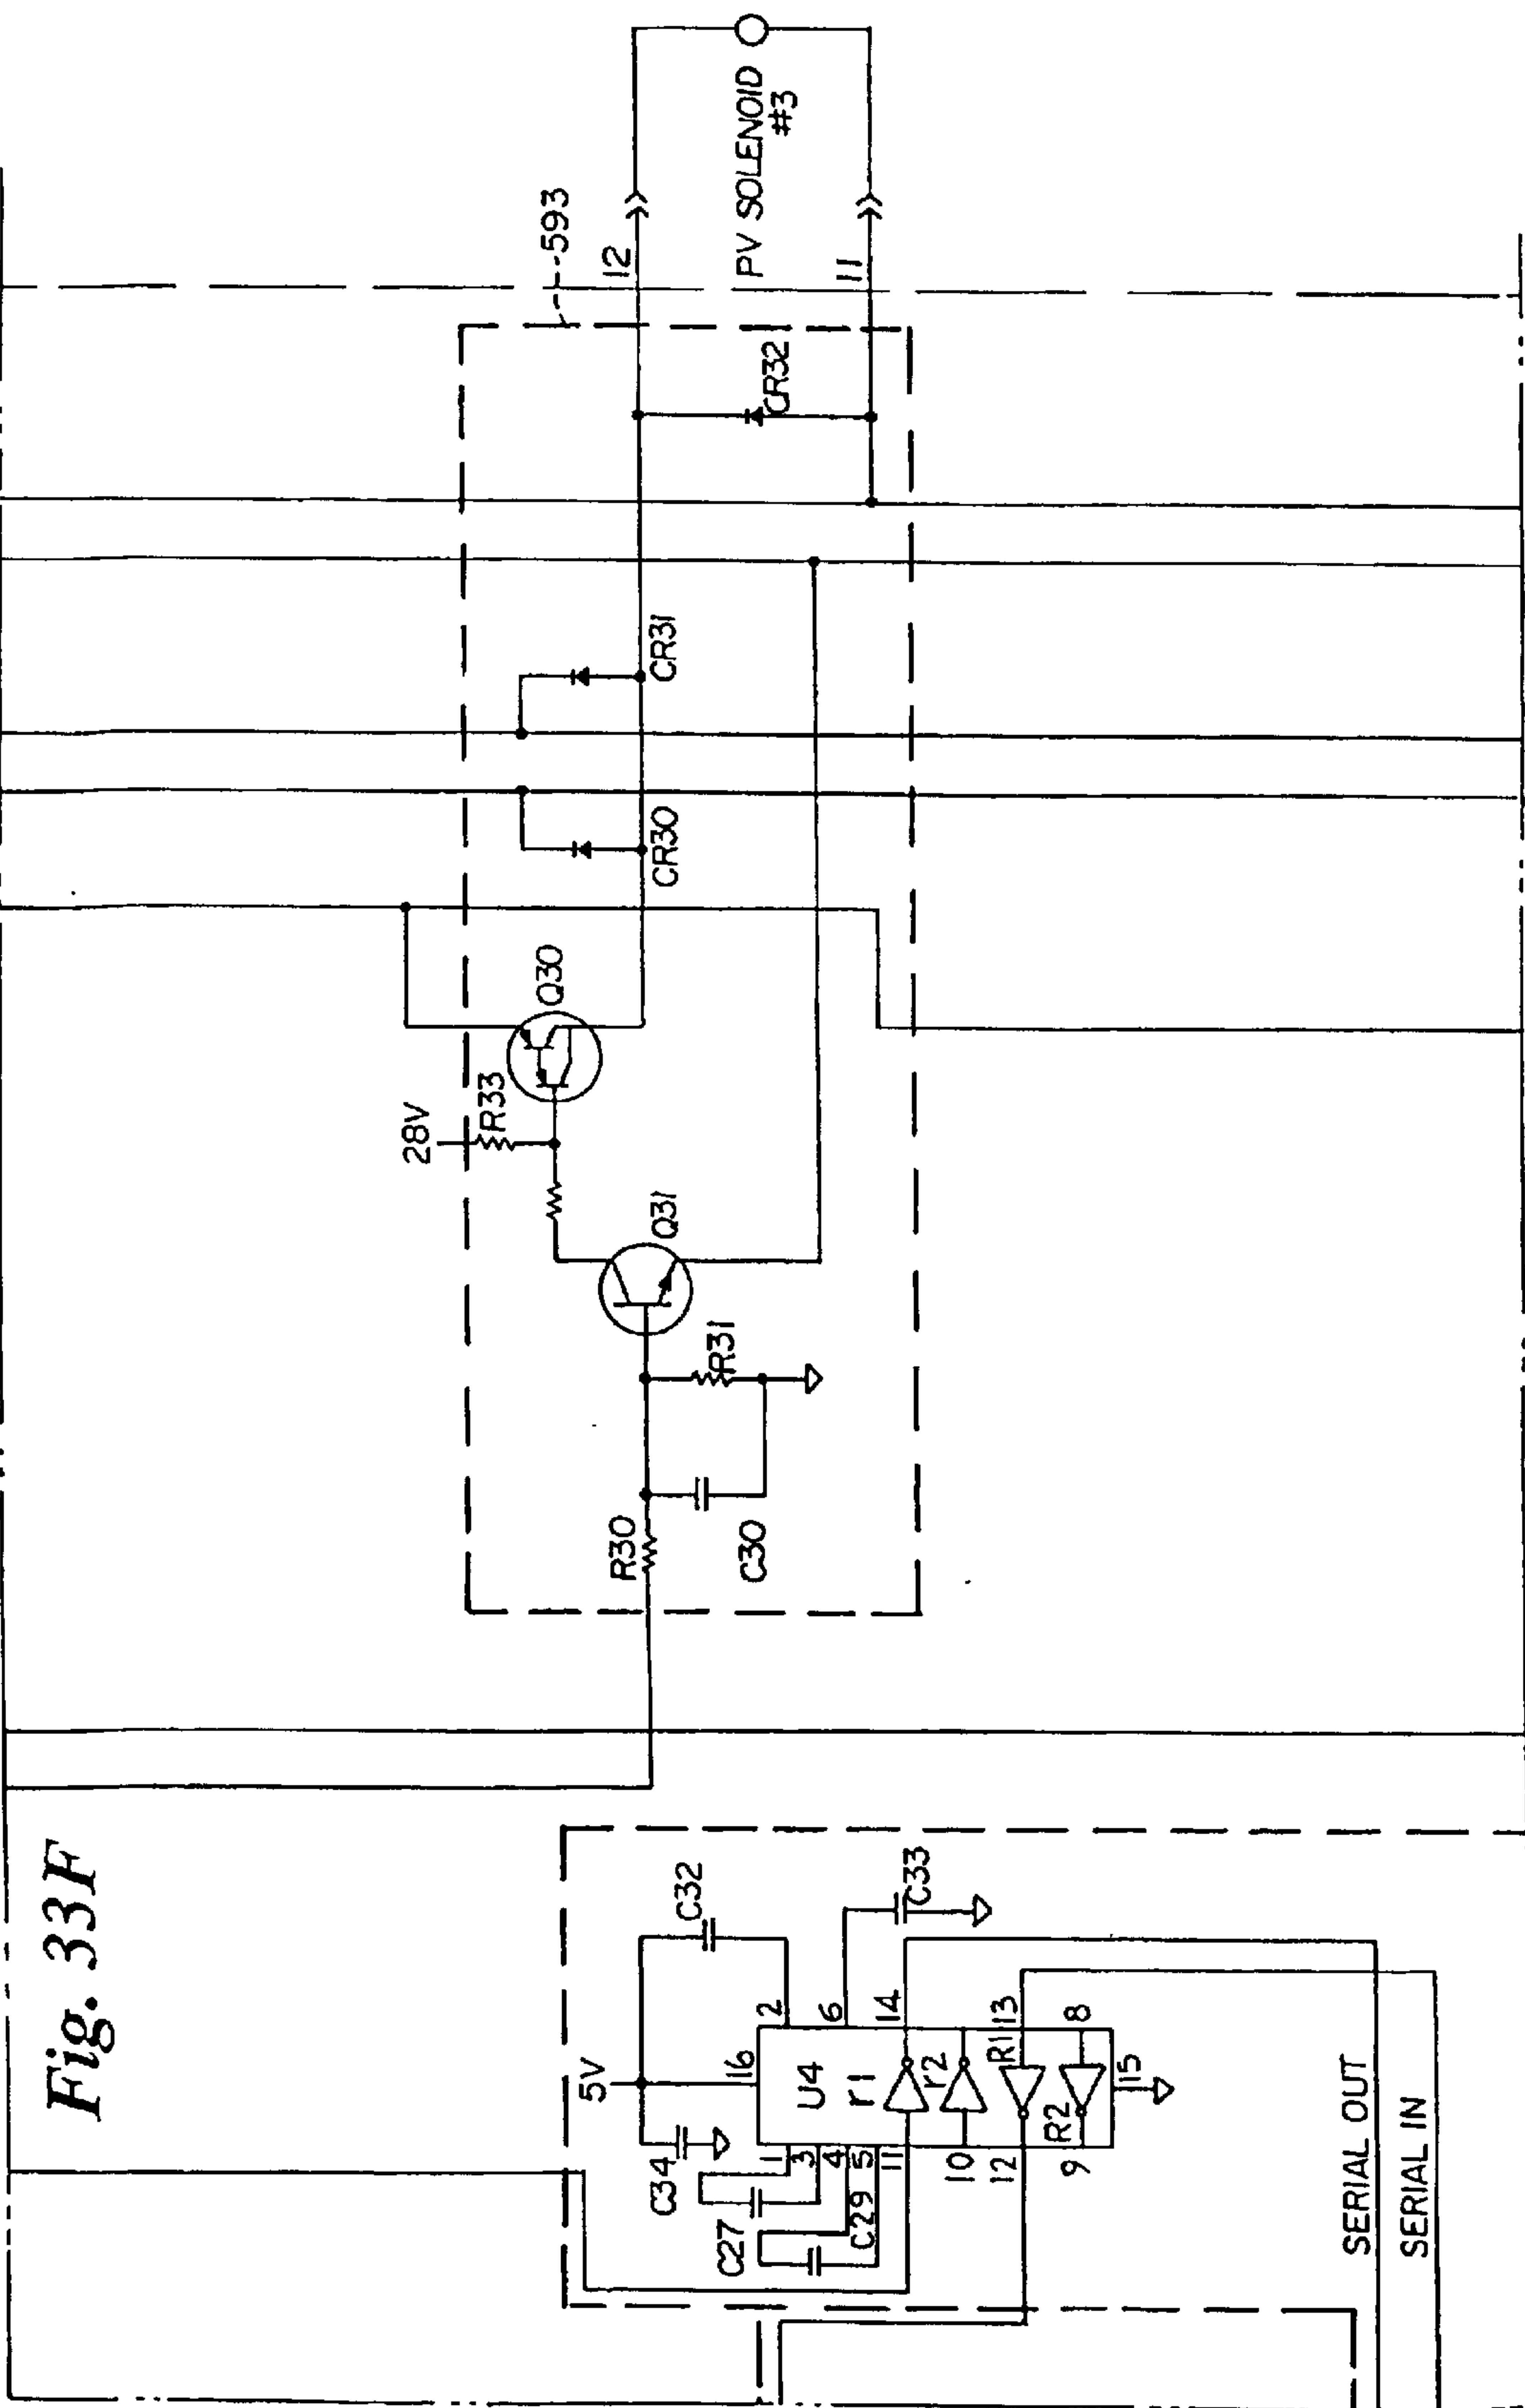 Fig. 33F
5V
C34
C32
16
2
U4
C27
1
3
4
5
C29
6
C33
11
r1
14
10
r2
12
R1
13
9
R2
8
15
SERIAL OUT
SERIAL IN
R30
C30
R31
Q31
28V
R33
Q30
CR30
CR31
CR32
593
12
11
PV SOLENOID
#3